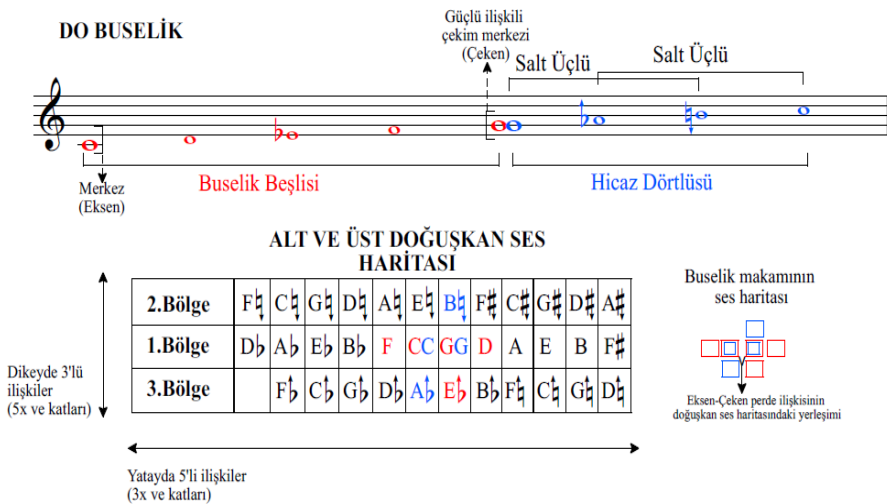 DO BUSELİK
Güçlü ilişkili
çekim merkezi
(Çeken)
Salt Üçlü
Salt Üçlü
Merkez
(Eksen)
Buselik Beşlisi
Hicaz Dörtlüsü
ALT VE ÜST DOĞUŞKAN SES
HARİTASI
2.Bölge F♮ C♮ G♮ D♮ A♮ E♮ B♮ F♯ C♯ G♯ D♯ A♯
1.Bölge D♭ A♭ E♭ B♭ F CC GG D A E B F♯
3.Bölge F♭ C♭ G♭ D♭ A♭ E♭ B♭ F♮ C♮ G♮ D♮
Dikeyde 3'lü
ilişkiler
(5x ve katları)
Yatayda 5'li ilişkiler
(3x ve katları)
Buselik makamının
ses haritası
Eksen-Çeken perde ilişkisinin
doğuşkan ses haritasındaki yerleşimi